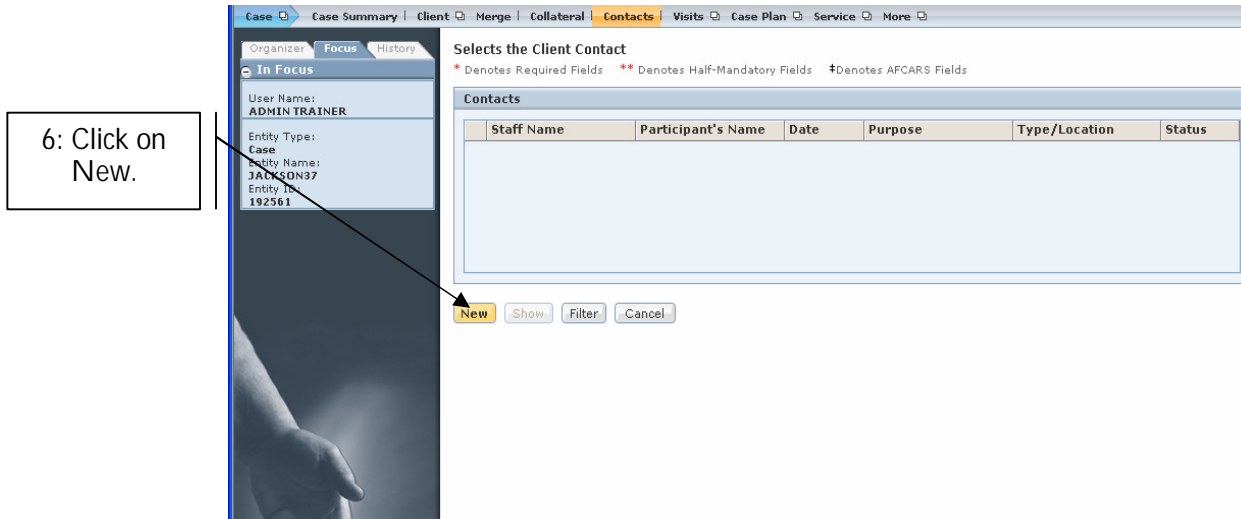 Case Case Summary | Client Merge | Collateral | Contacts | Visits Case Plan Service More
Organizer Focus History
In Focus
User Name:
ADMIN TRAINER
Entity Type:
Case
Entity Name:
JACKSON37
Entity ID:
192561
6: Click on
New.
Selects the Client Contact
* Denotes Required Fields ** Denotes Half-Mandatory Fields ‡Denotes AFCARS Fields
Contacts
Staff Name Participant's Name Date Purpose Type/Location Status
New Show Filter Cancel